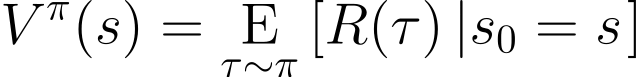 V^π(s) = E_{τ∼π} [R(τ) |s_0 = s]